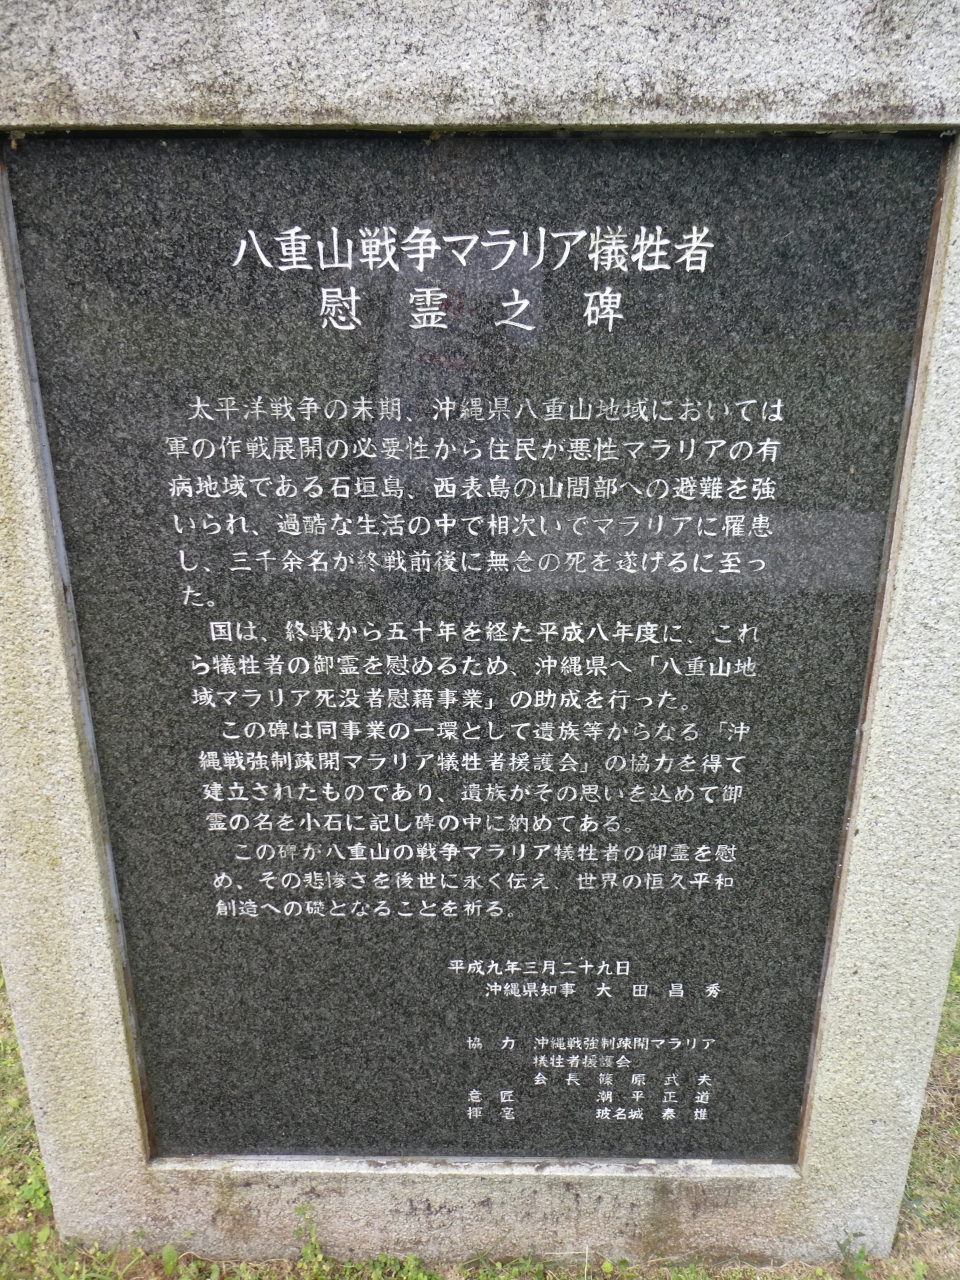 八重山戦争マラリア犠牲者
慰霊之碑
太平洋戦争の末期、沖縄県八重山地域においては
軍の作戦展開の必要性から住民が悪性マラリアの有
病地域である石垣島、西表島の山間部への避難を強
いられ、過酷な生活の中で相次いでマラリアに罹患
し、三千余名が終戦前後に無念の死を遂げるに至っ
た。
国は、終戦から五十年を経た平成八年度に、これ
ら犠牲者の御霊を慰めるため、沖縄県へ「八重山地
域マラリア死没者慰藉事業」の助成を行った。
この碑は同事業の一環として遺族等からなる「沖
縄戦強制疎開マラリア犠牲者援護会」の協力を得て
建立されたものであり、遺族がその思いを込めて御
霊の名を小石に記し碑の中に納めてある。
この碑が八重山の戦争マラリア犠牲者の御霊を慰
め、その悲惨さを後世に永く伝え、世界の恒久平和
創造への礎となることを祈る。
平成九年三月二十九日
沖縄県知事 大田昌秀
協力 沖縄戦強制疎開マラリア
犠牲者援護会
会長 篠原武夫
意匠 潮平正道
揮毫 玻名城泰雄